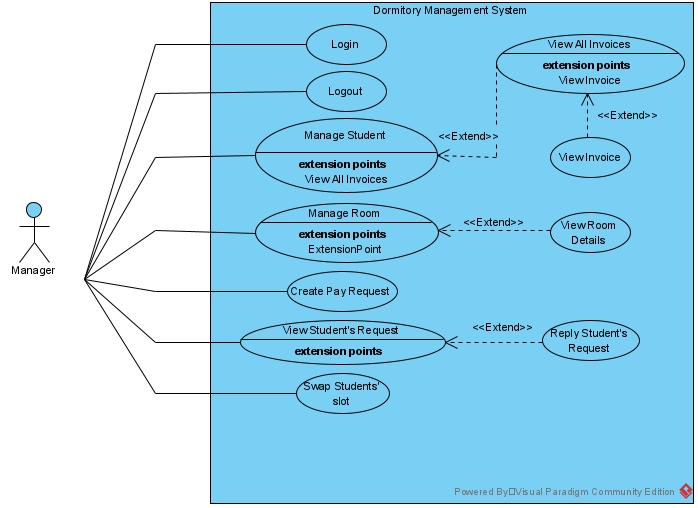 Dormitory Management System
Login
View All Invoices
extension points
ViewInvoice
Logout
<<Extend>>
Manage Student
<<Extend>>
extension points
View All Invoices
ViewInvoice
Manage Room
extension points
ExtensionPoint
<<Extend>>
View Room
Details
Manager
Create Pay Request
View Student's Request
extension points
<<Extend>>
Reply Student's
Request
Swap Students'
slot
Powered By Visual Paradigm Community Edition